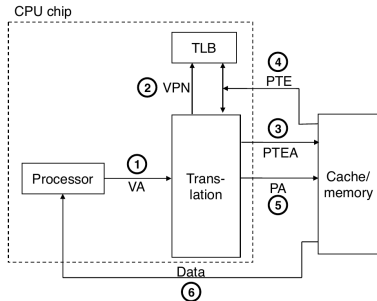 CPU chip
TLB
4
2 VPN
PTE
3
1
PTEA
Processor
VA
Trans-
lation
PA
5
Cache/
memory
Data
6